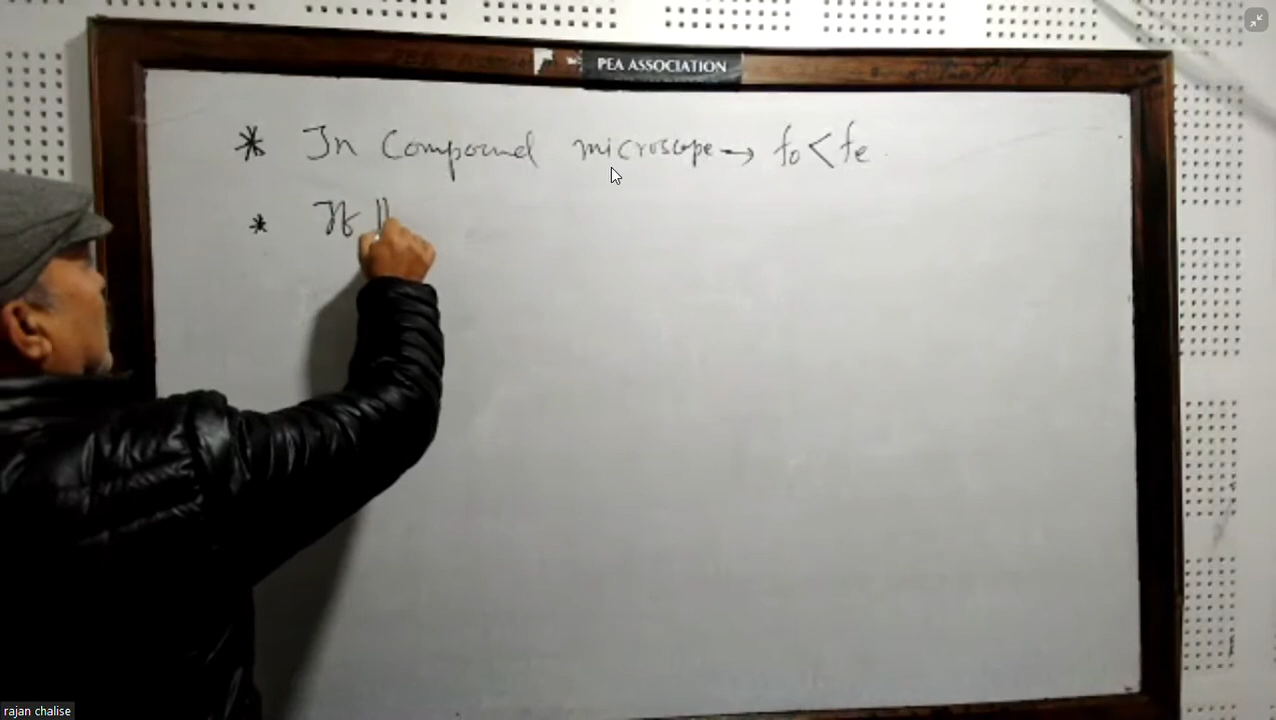 PEA ASSOCIATION
* In Compound microscope → fo < fe
* If
rajan chalise